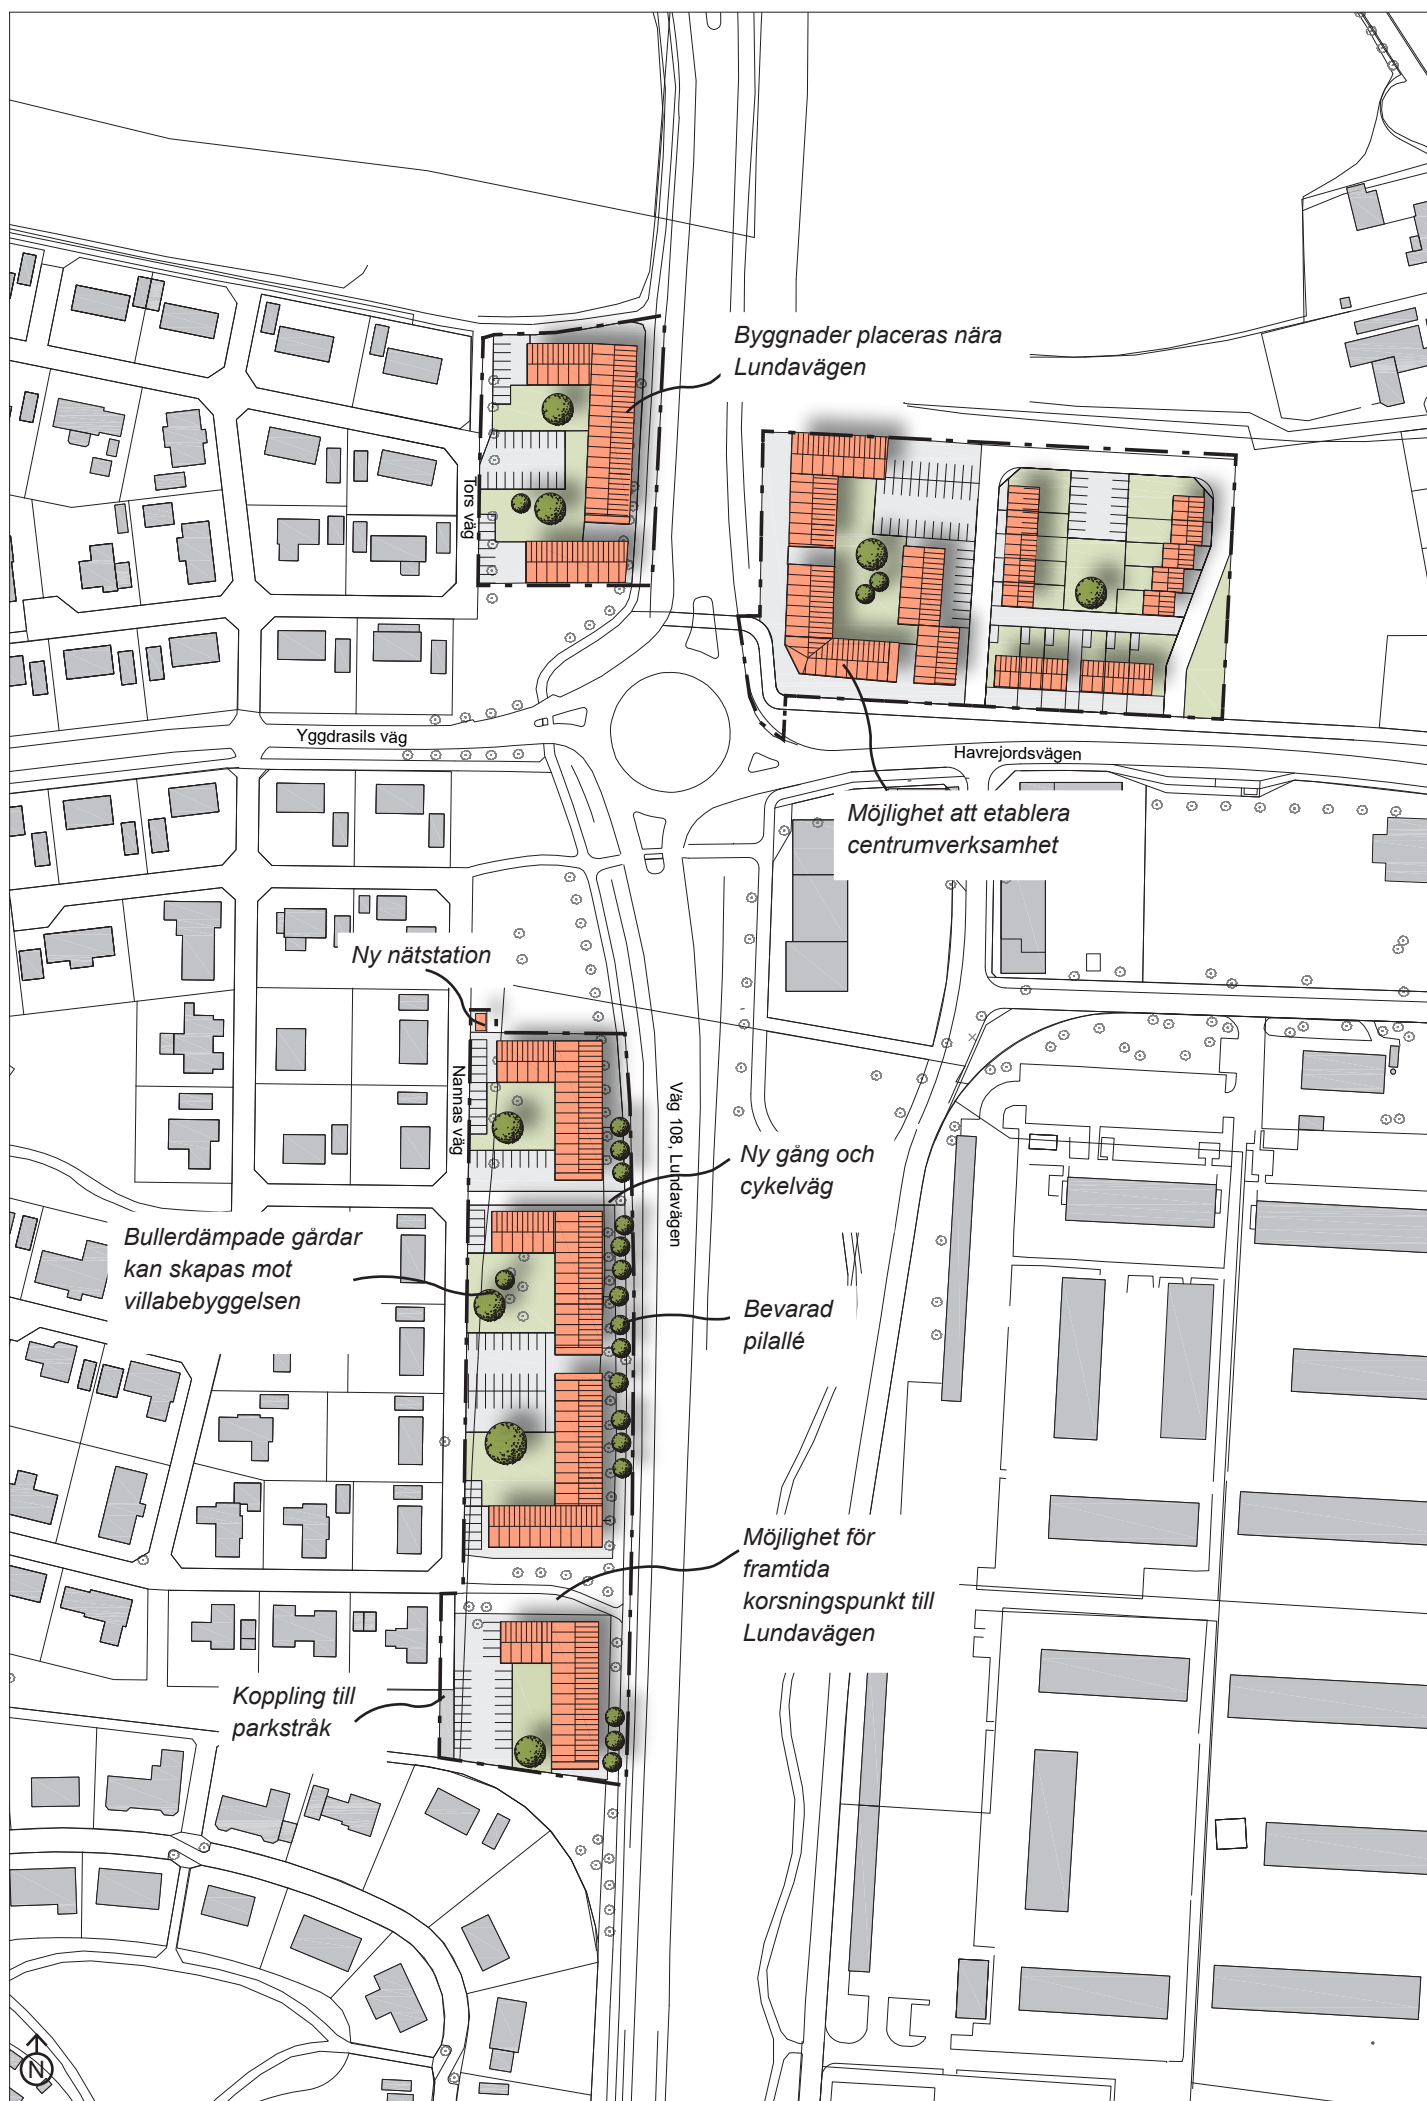 Byggnader placeras nära
Lundavägen
Tors väg
Yggdrasils väg
Havrejordsvägen
Möjlighet att etablera
centrumverksamhet
Ny nätstation
Nannas väg
Väg 108, Lundavägen
Ny gång och
cykelväg
Bullerdämpade gårdar
kan skapas mot
villabebyggelsen
Bevarad
pilallé
Möjlighet för
framtida
korsningspunkt till
Lundavägen
Koppling till
parkstråk
N